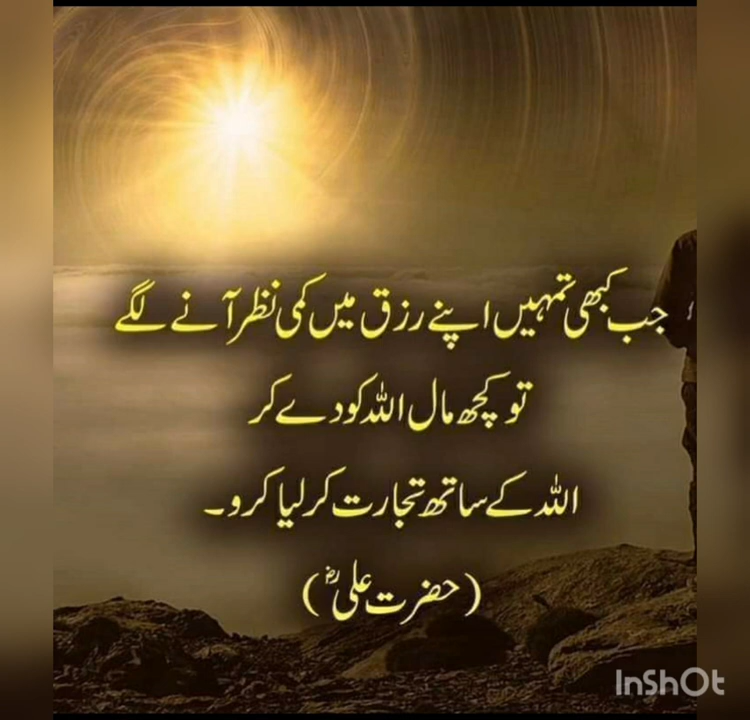 جب کبھی تمہیں اپنے رزق میں کمی نظر آنے لگے
تو کچھ مال اللہ کو دے کر
اللہ کے ساتھ تجارت کر لیا کرو۔
(حضرت علیؓ)
InShOt